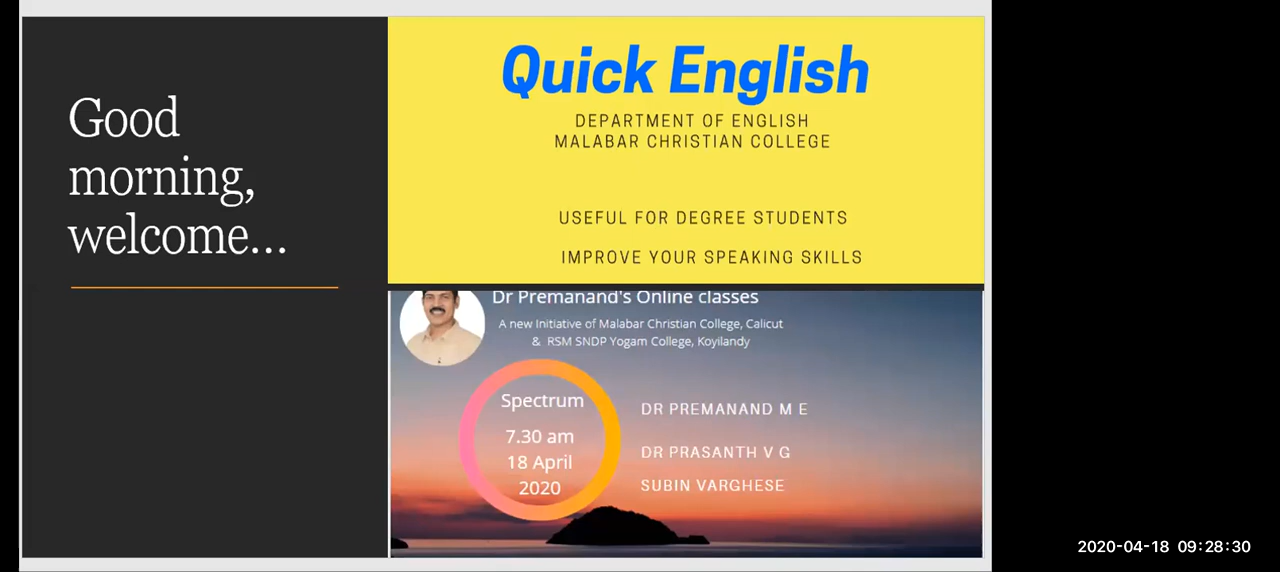 Good
morning,
welcome...
Quick English
DEPARTMENT OF ENGLISH
MALABAR CHRISTIAN COLLEGE
USEFUL FOR DEGREE STUDENTS
IMPROVE YOUR SPEAKING SKILLS
Dr Premanand's Online classes
A new Initiative of Malabar Christian College, Calicut
& RSM SNDP Yogam College, Koyilandy
Spectrum
7.30 am
18 April
2020
DR PREMANAND M E
DR PRASANTH V G
SUBIN VARGHESE
2020-04-18 09:28:30